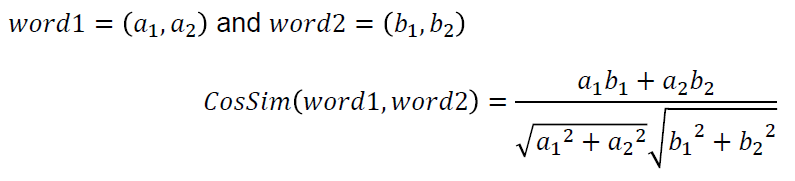 word1 = (a₁, a₂) and word2 = (b₁, b₂)
CosSim(word1, word2) = (a₁b₁ + a₂b₂) / (√(a₁² + a₂²) √(b₁² + b₂²))